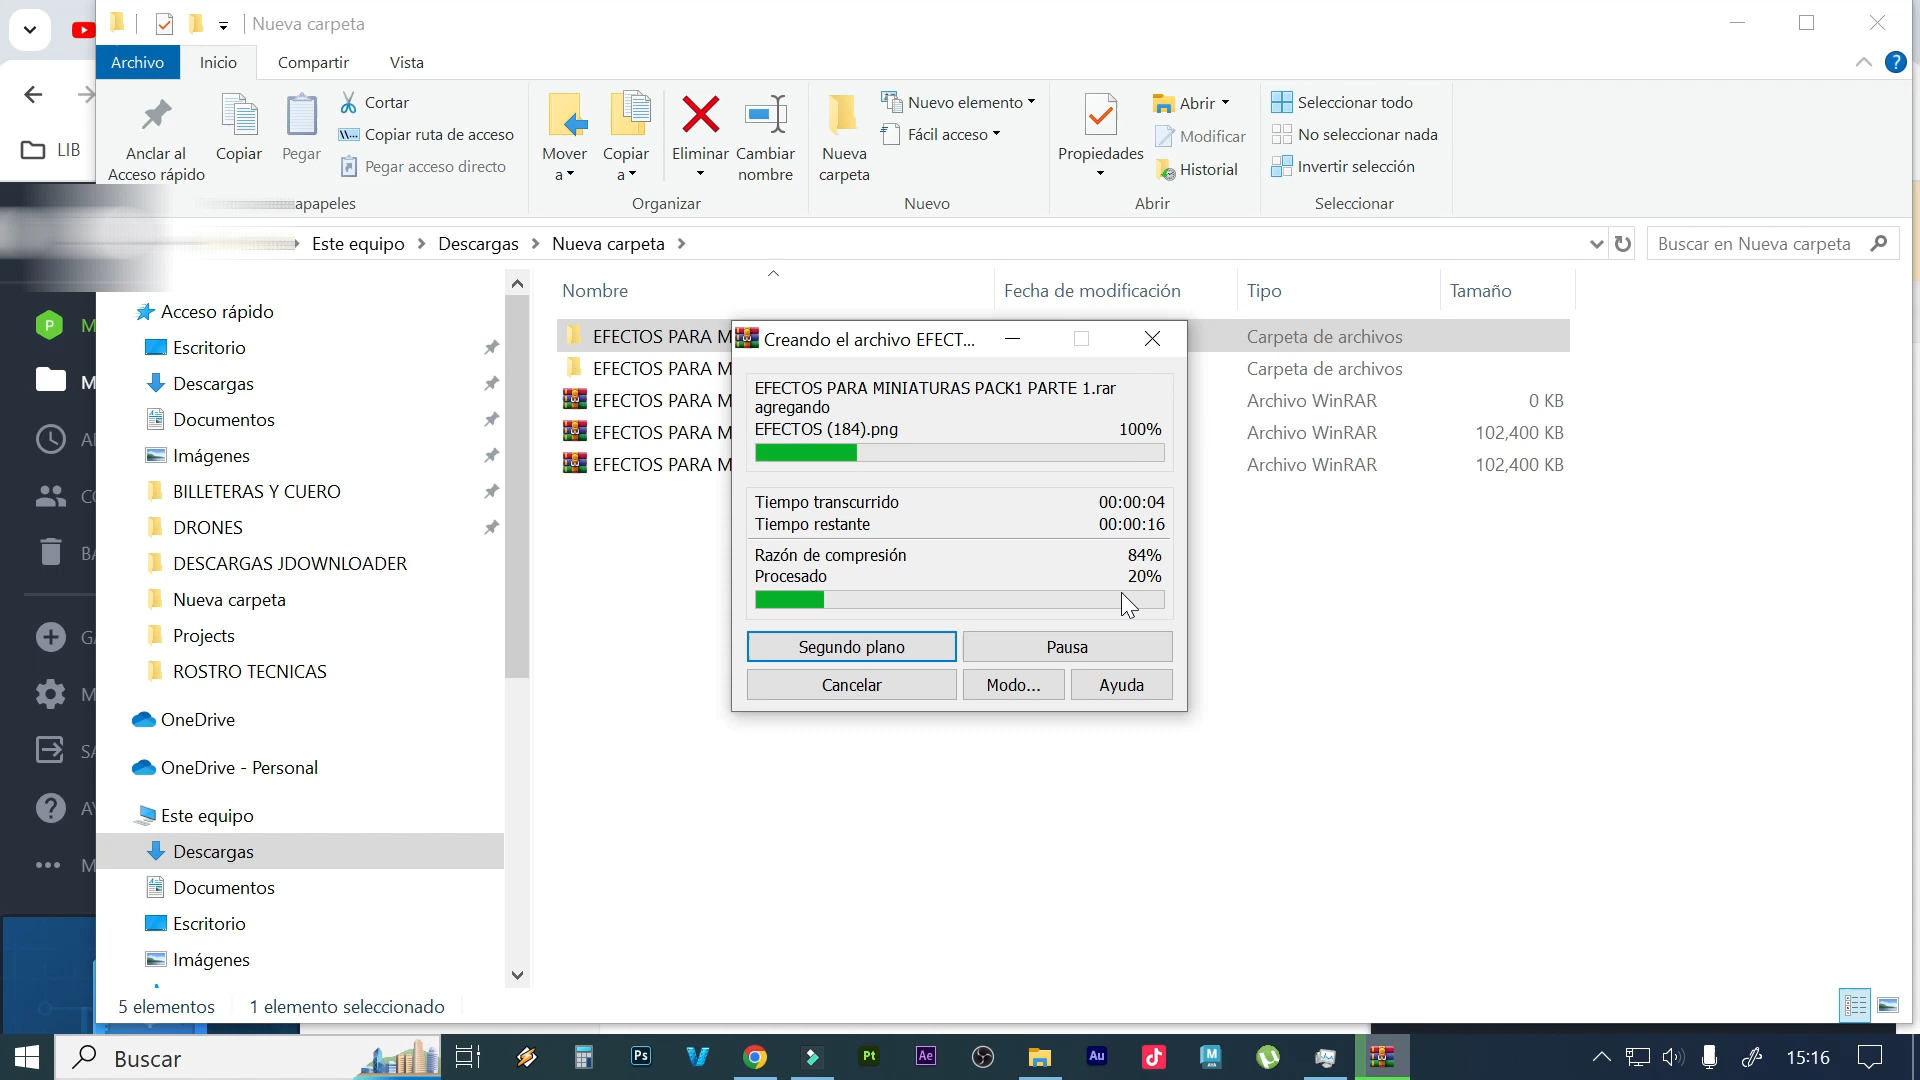 Nueva carpeta
Archivo
Inicio
Compartir
Vista
?
LIB
Anclar al
Acceso rápido
Copiar
Pegar
Cortar
Copiar ruta de acceso
Pegar acceso directo
Mover
a
Copiar
a
Eliminar
Cambiar
nombre
Nueva
carpeta
Nuevo elemento
Fácil acceso
Propiedades
Abrir
Modificar
Historial
Seleccionar todo
No seleccionar nada
Invertir selección
apapeles
Organizar
Nuevo
Abrir
Seleccionar
Este equipo
Descargas
Nueva carpeta
Buscar en Nueva carpeta
Nombre
Fecha de modificación
Tipo
Tamaño
Acceso rápido
Escritorio
Descargas
Documentos
Imágenes
BILLETERAS Y CUERO
DRONES
DESCARGAS JDOWNLOADER
Nueva carpeta
Projects
ROSTRO TECNICAS
OneDrive
OneDrive - Personal
Este equipo
Descargas
Documentos
Escritorio
Imágenes
EFECTOS PARA M
Carpeta de archivos
EFECTOS PARA M
Carpeta de archivos
EFECTOS PARA M
Archivo WinRAR
0 KB
EFECTOS PARA M
Archivo WinRAR
102,400 KB
EFECTOS PARA M
Archivo WinRAR
102,400 KB
Creando el archivo EFECT...
EFECTOS PARA MINIATURAS PACK1 PARTE 1.rar
agregando
EFECTOS (184).png
100%
Tiempo transcurrido
00:00:04
Tiempo restante
00:00:16
Razón de compresión
84%
Procesado
20%
Segundo plano
Pausa
Cancelar
Modo...
Ayuda
P
M
M
A
C
BA
GA
M
SA
AY
M
5 elementos
1 elemento seleccionado
Buscar
Ps
Pt
Ae
Au
M
15:16